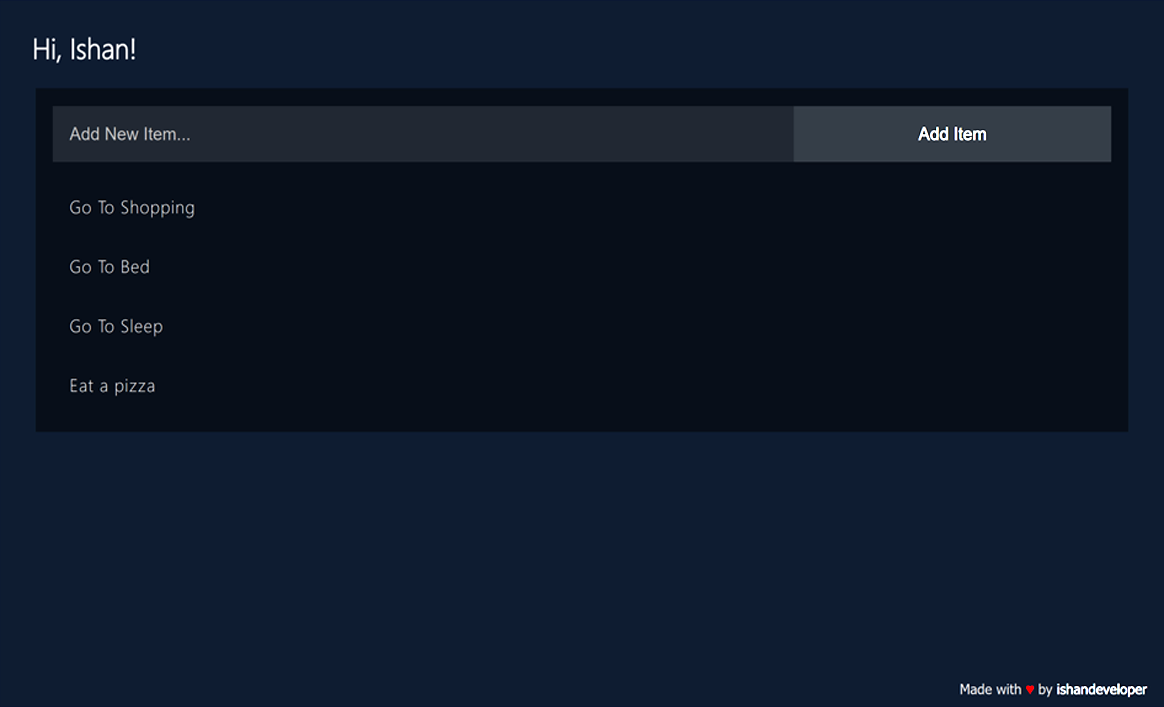 Hi, Ishan!
Add New Item...
Add Item
Go To Shopping
Go To Bed
Go To Sleep
Eat a pizza
Made with ♥ by ishandeveloper